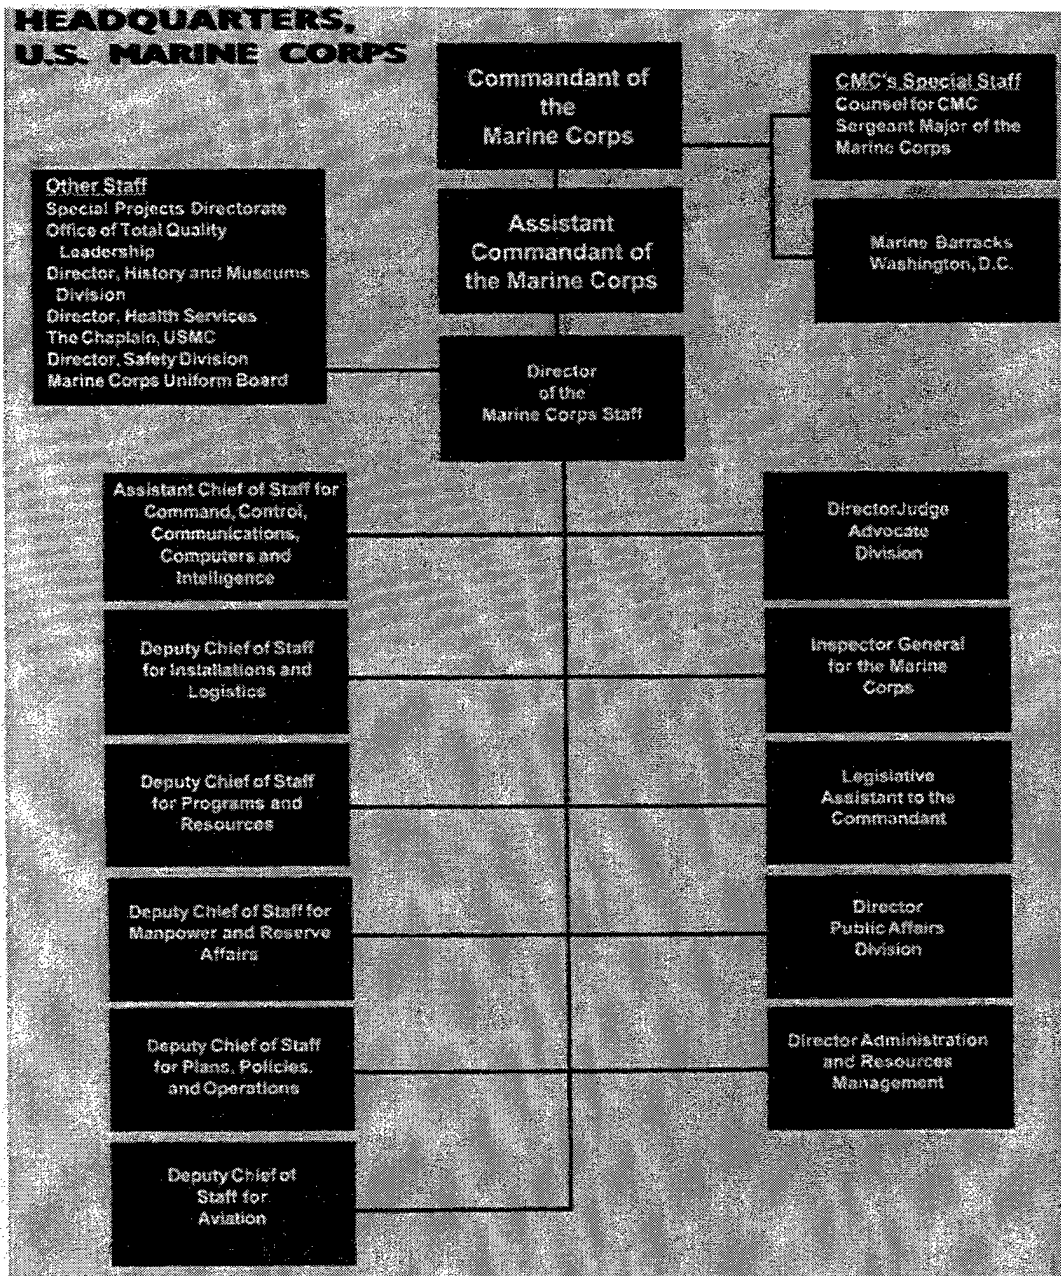 HEADQUARTERS,
U.S. MARINE CORPS
Commandant of
the
Marine Corps
CMC's Special Staff
Counsel for CMC
Sergeant Major of the
Marine Corps
Other Staff
Special Projects Directorate
Office of Total Quality
Leadership
Director, History and Museums
Division
Director, Health Services
The Chaplain, USMC
Director, Safety Division
Marine Corps Uniform Board
Assistant
Commandant of
the Marine Corps
Marine Barracks
Washington, D.C.
Director
of the
Marine Corps Staff
Assistant Chief of Staff for
Command, Control,
Communications,
Computers and
Intelligence
DirectorJudge
Advocate
Division
Deputy Chief of Staff
for Installations and
Logistics
Inspector General
for the Marine
Corps
Deputy Chief of Staff
for Programs and
Resources
Legislative
Assistant to the
Commandant
Deputy Chief of Staff for
Manpower and Reserve
Affairs
Director
Public Affairs
Division
Deputy Chief of Staff
for Plans, Policies,
and Operations
Director Administration
and Resources
Management
Deputy Chief of
Staff for
Aviation